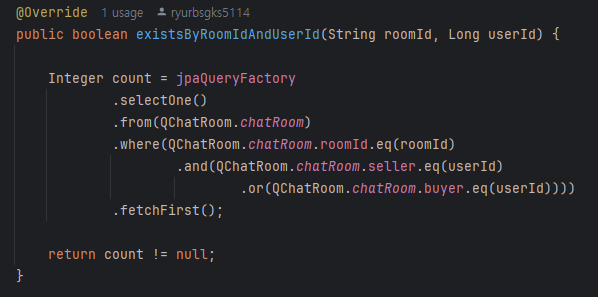 @Override 1 usage ryurbsgks5114
public boolean existsByRoomIdAndUserId(String roomId, Long userId) {
Integer count = jpaQueryFactory
.selectOne()
.from(QChatRoom.chatRoom)
.where(QChatRoom.chatRoom.roomId.eq(roomId)
.and(QChatRoom.chatRoom.seller.eq(userId)
.or(QChatRoom.chatRoom.buyer.eq(userId))))
.fetchFirst();
return count != null;
}